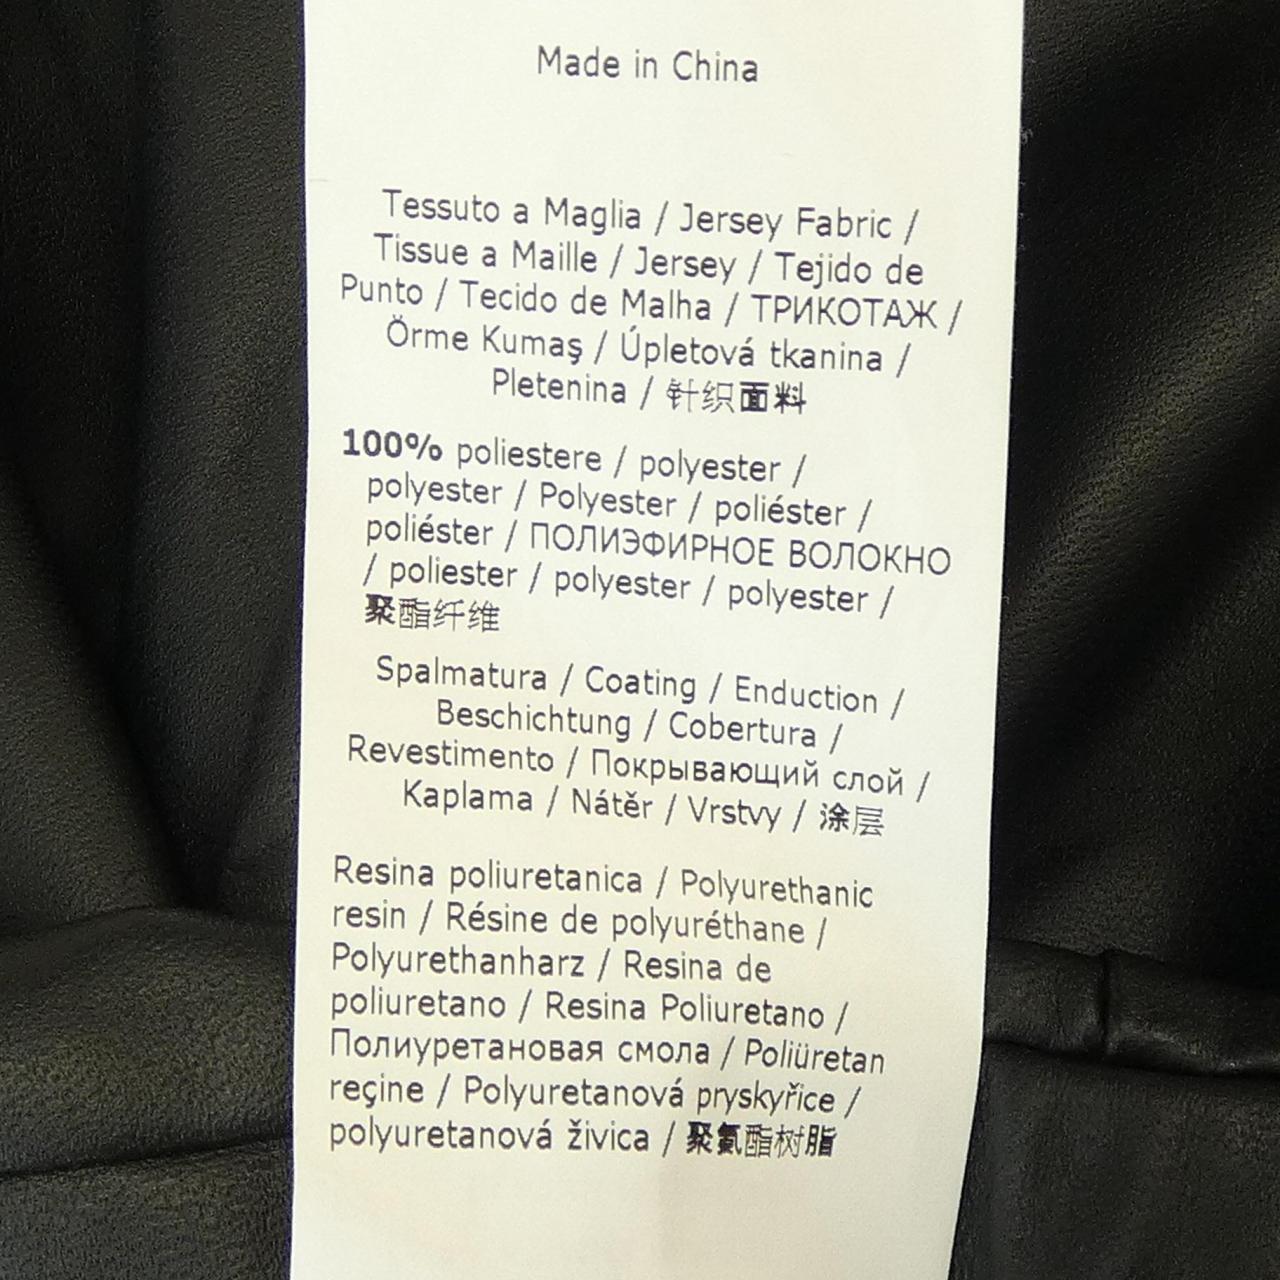 Made in China
Tessuto a Maglia / Jersey Fabric /
Tissue a Maille / Jersey / Tejido de
Punto / Tecido de Malha / ТРИКОТАЖ /
Örme Kumaş / Úpletová tkanina /
Pletenina / 针织面料
100% poliestere / polyester /
polyester / Polyester / poliéster /
poliéster / ПОЛИЭФИРНОЕ ВОЛОКНО
/ poliester / polyester / polyester /
聚酯纤维
Spalmatura / Coating / Enduction /
Beschichtung / Cobertura /
Revestimento / Покрывающий слой /
Kaplama / Nátěr / Vrstvy / 涂层
Resina poliuretanica / Polyurethanic
resin / Résine de polyuréthane /
Polyurethanharz / Resina de
poliuretano / Resina Poliuretano /
Полиуретановая смола / Poliüretan
reçine / Polyuretanová pryskyřice /
polyuretanová živica / 聚氨酯树脂